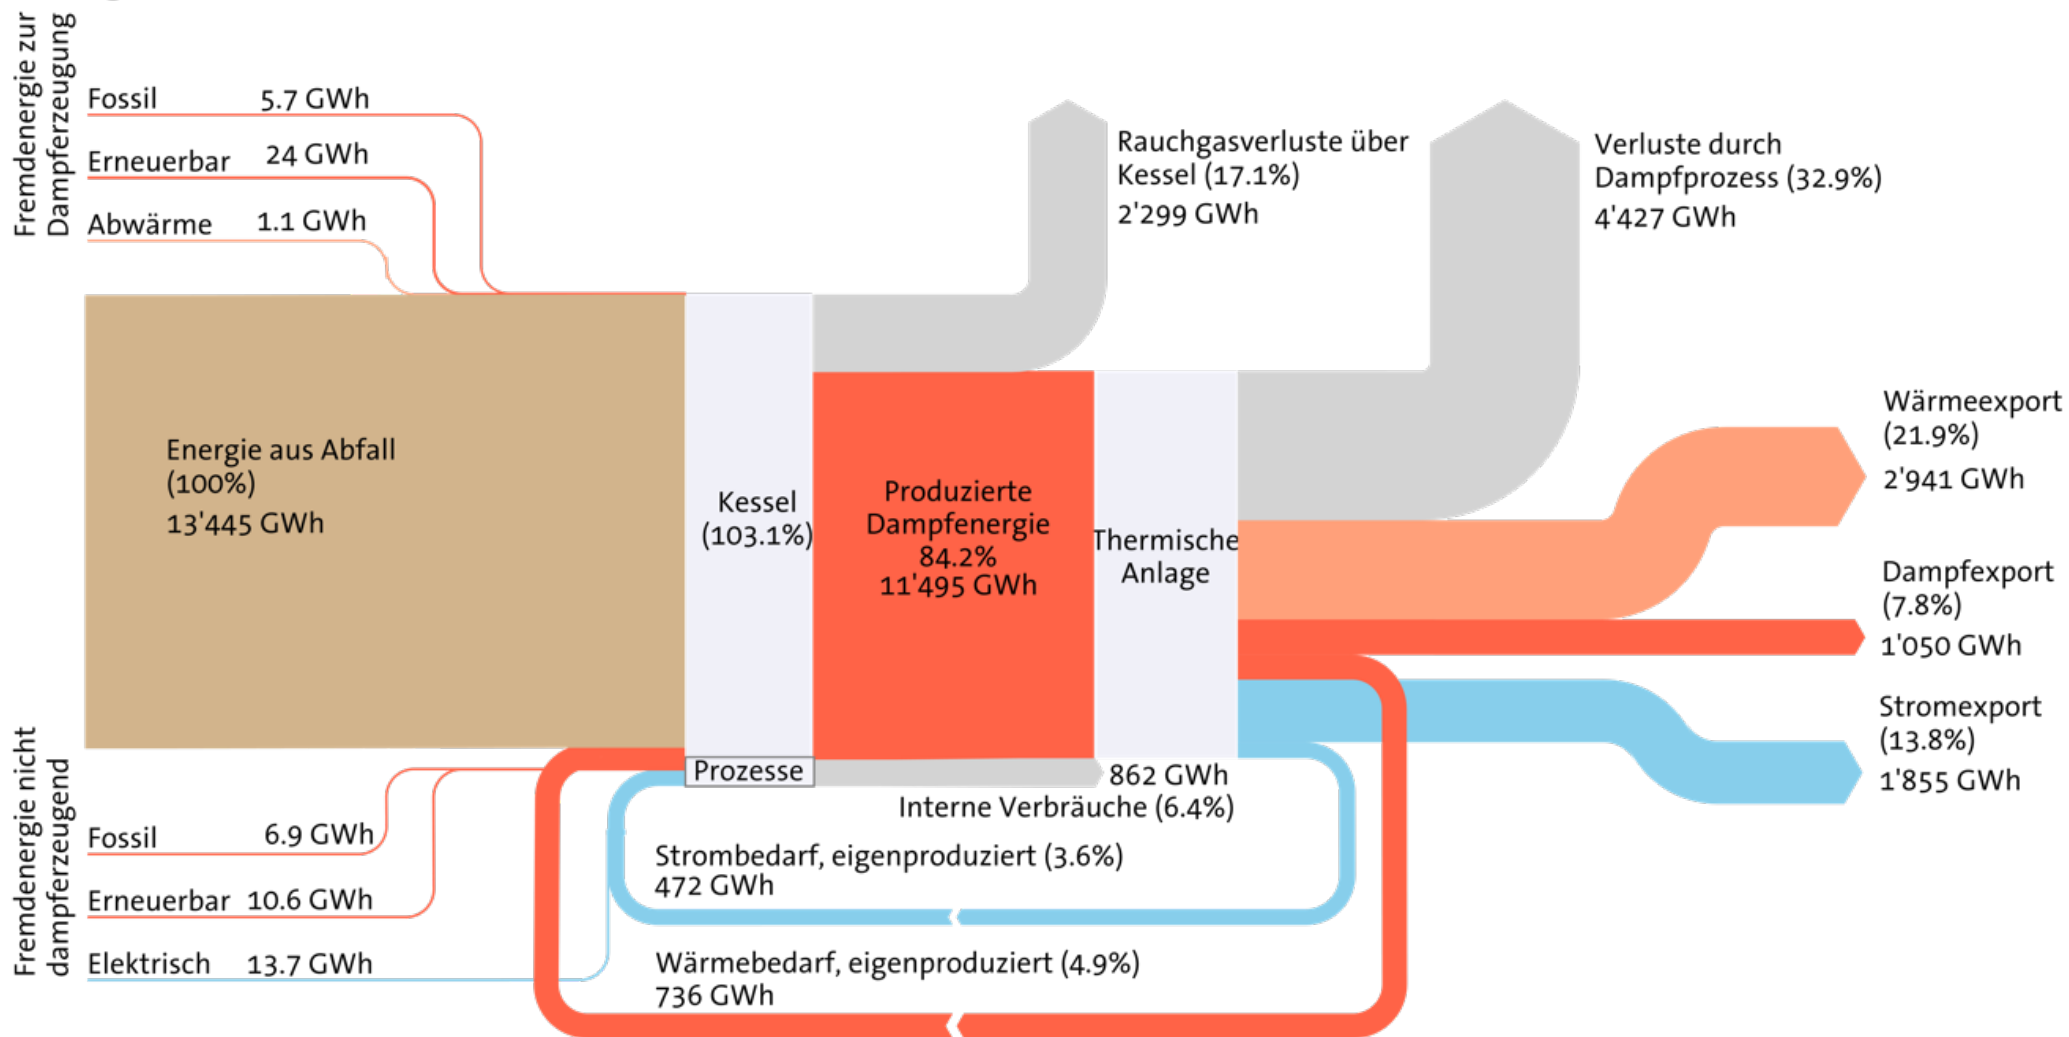 Fremdenergie zur
Dampferzeugung
Fossil 5.7 GWh
Erneuerbar 24 GWh
Abwärme 1.1 GWh
Rauchgasverluste über
Kessel (17.1%)
2'299 GWh
Verluste durch
Dampfprozess (32.9%)
4'427 GWh
Energie aus Abfall
(100%)
13'445 GWh
Kessel
(103.1%)
Produzierte
Dampfenergie
84.2%
11'495 GWh
Thermische
Anlage
Wärmeexport
(21.9%)
2'941 GWh
Dampfexport
(7.8%)
1'050 GWh
Stromexport
(13.8%)
1'855 GWh
Prozesse
862 GWh
Interne Verbräuche (6.4%)
Fremdenergie nicht
dampferzeugend
Fossil 6.9 GWh
Erneuerbar 10.6 GWh
Elektrisch 13.7 GWh
Strombedarf, eigenproduziert (3.6%)
472 GWh
Wärmebedarf, eigenproduziert (4.9%)
736 GWh